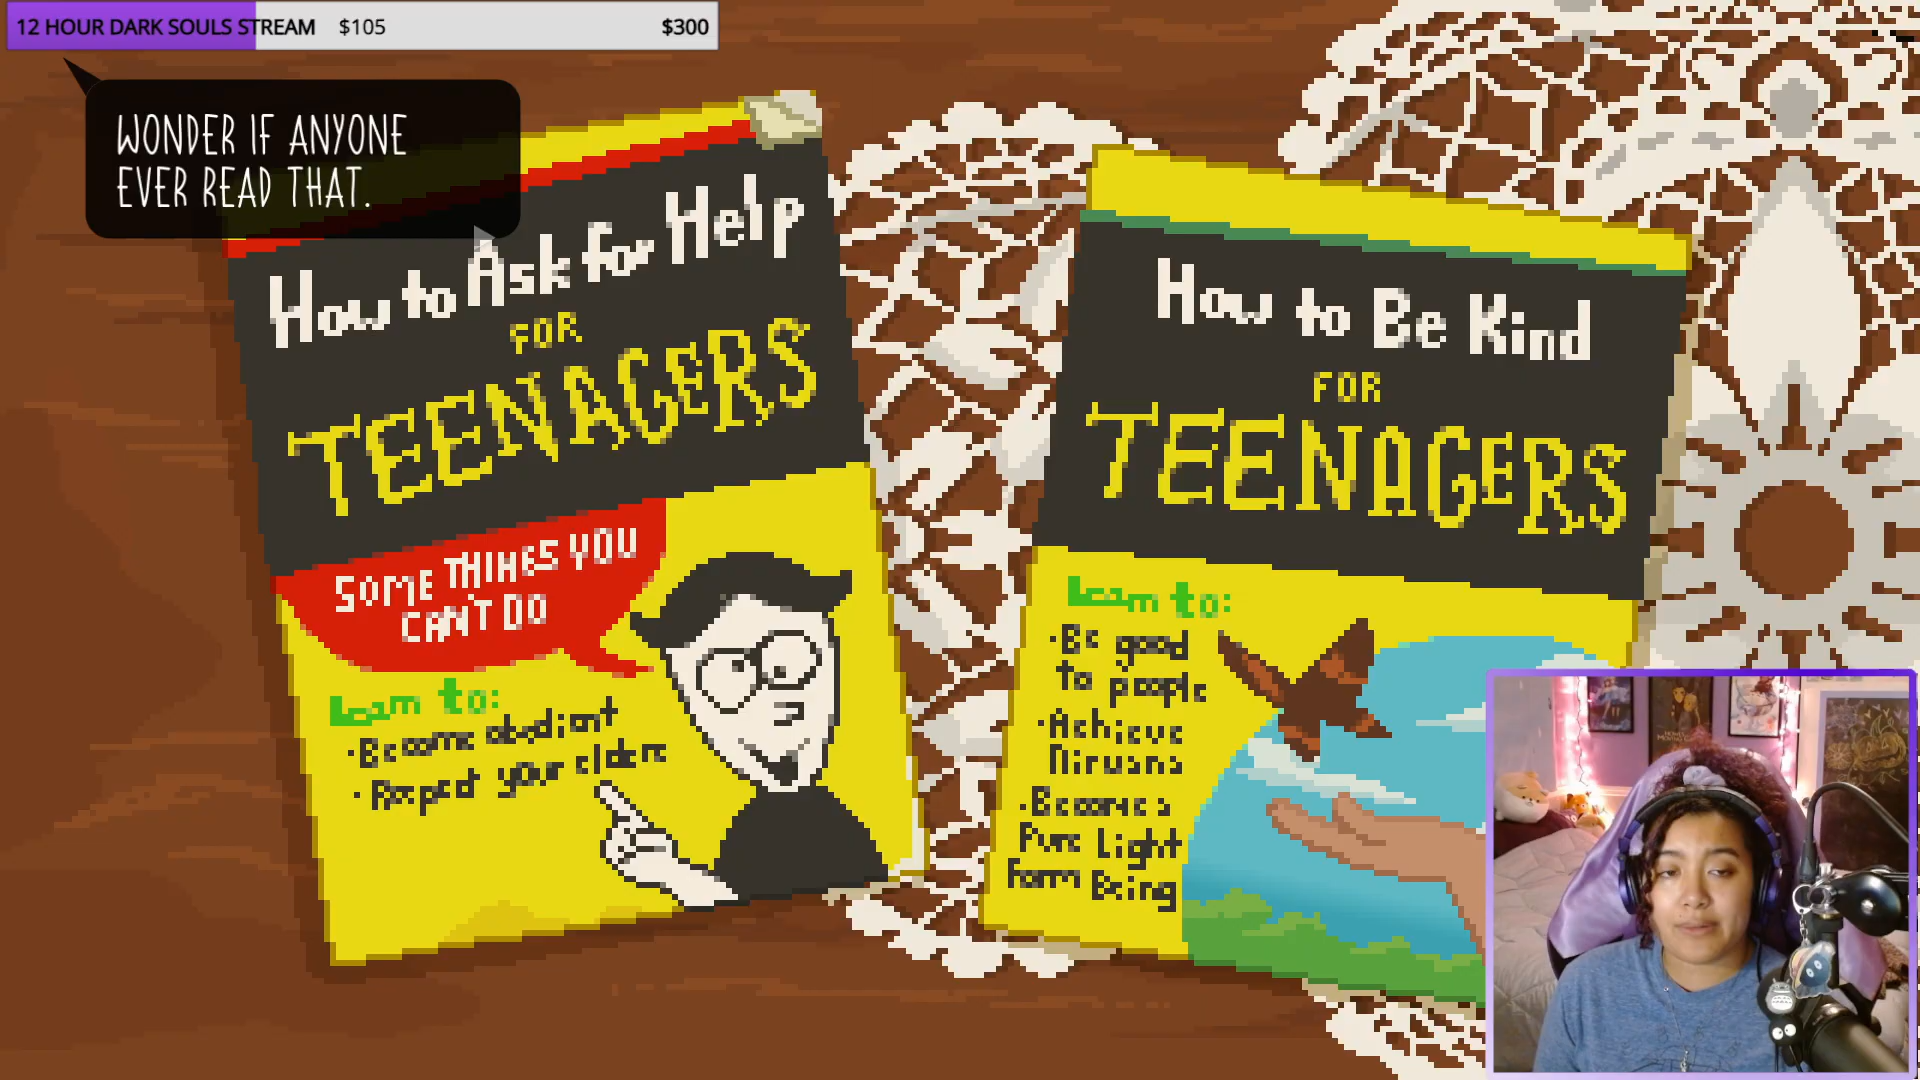 12 HOUR DARK SOULS STREAM $105 $300
WONDER IF ANYONE
EVER READ THAT.
How to Ask for Help
FOR
TEENAGERS
SOME THINGS YOU
CAN'T DO
Learn to:
·Become obedient
·Respect your elders
How to Be Kind
FOR
TEENAGERS
Learn to:
·Be good
to people
·Achieve
Nirvana
·Become a
Pure Light
Form Being